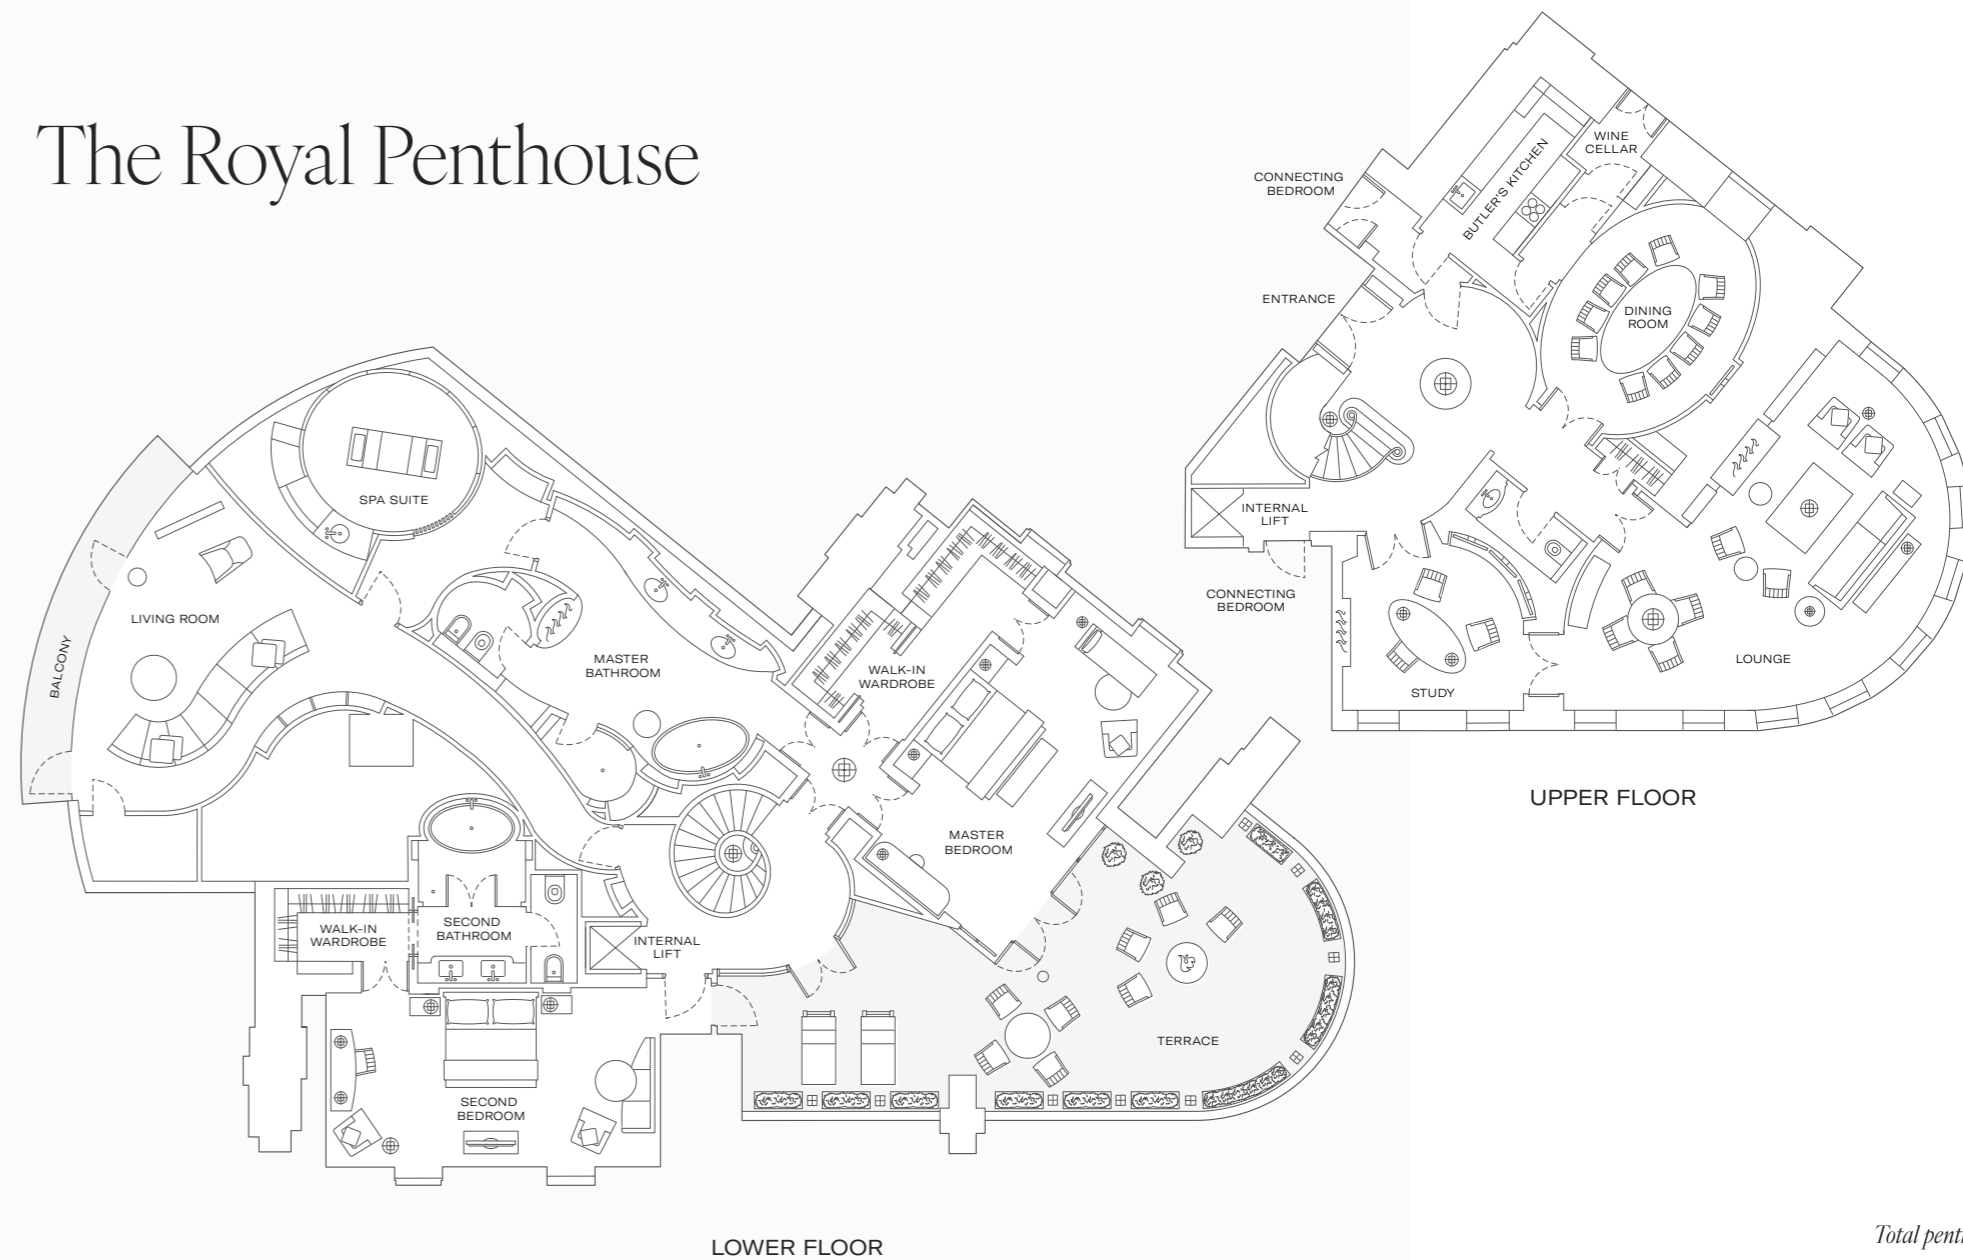 The Royal Penthouse
WINE
CELLAR
CONNECTING
BEDROOM
BUTLER'S KITCHEN
ENTRANCE
DINING
ROOM
INTERNAL
LIFT
CONNECTING
BEDROOM
STUDY
LOUNGE
UPPER FLOOR
SPA SUITE
LIVING ROOM
BALCONY
MASTER
BATHROOM
WALK-IN
WARDROBE
MASTER
BEDROOM
WALK-IN
WARDROBE
SECOND
BATHROOM
INTERNAL
LIFT
TERRACE
SECOND
BEDROOM
LOWER FLOOR
Total